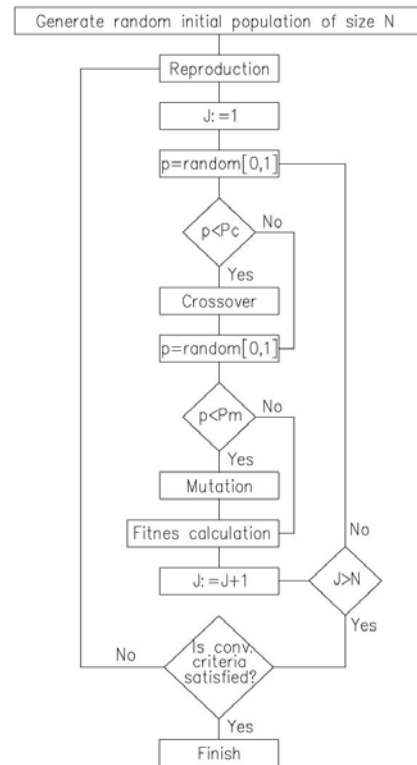 Generate random initial population of size N
Reproduction
J:=1
p=random[0,1]
p<Pc
No
Yes
Crossover
p=random[0,1]
p<Pm
No
Yes
Mutation
Fitnes calculation
No
J:=J+1
J>N
Yes
Is conv.
criteria
satisfied?
No
Yes
Finish